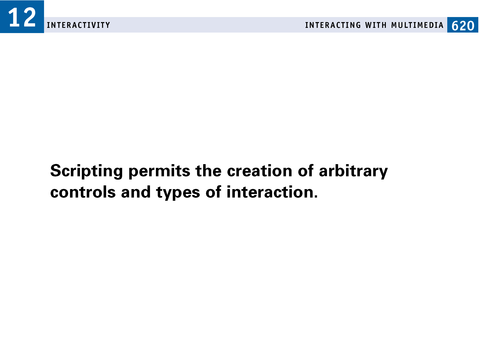 12 INTERACTIVITY INTERACTING WITH MULTIMEDIA 620
Scripting permits the creation of arbitrary
controls and types of interaction.